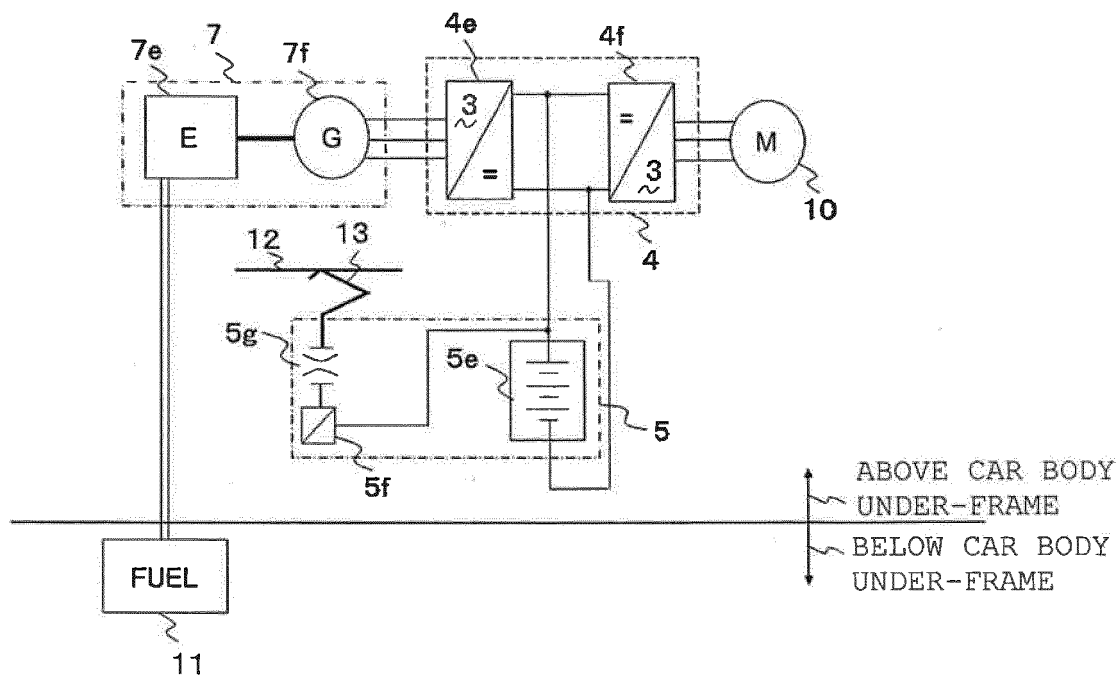 7
4e
4f
7e
7f
3
~
=
=
3
~
E
G
M
10
4
12
13
5g
5e
5
5f
ABOVE CAR BODY
UNDER-FRAME
BELOW CAR BODY
UNDER-FRAME
FUEL
11